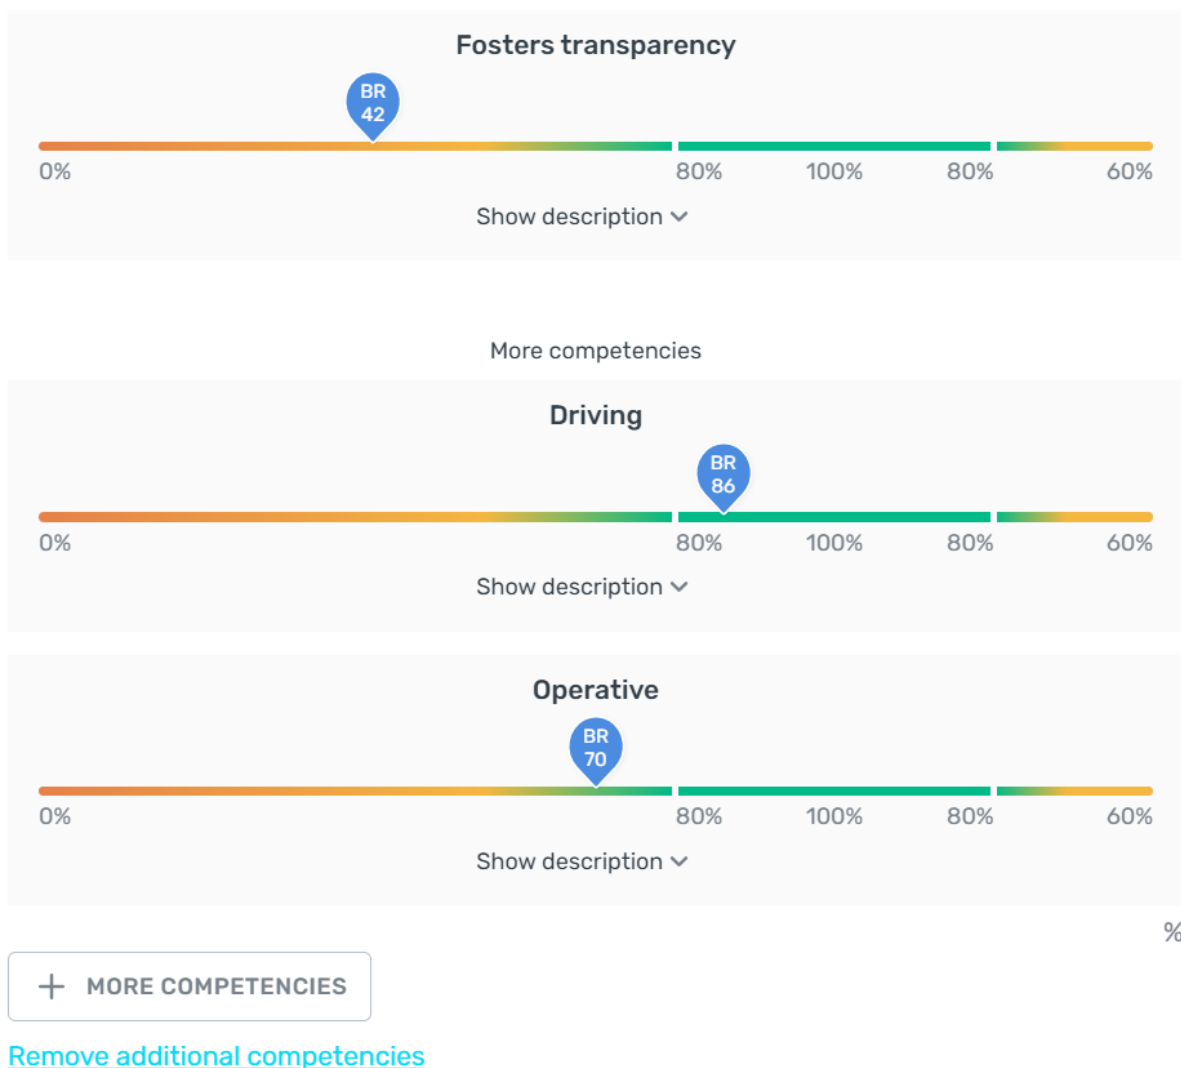 Fosters transparency
BR
42
0% 80% 100% 80% 60%
Show description
More competencies
Driving
BR
86
0% 80% 100% 80% 60%
Show description
Operative
BR
70
0% 80% 100% 80% 60%
Show description
%
MORE COMPETENCIES
Remove additional competencies